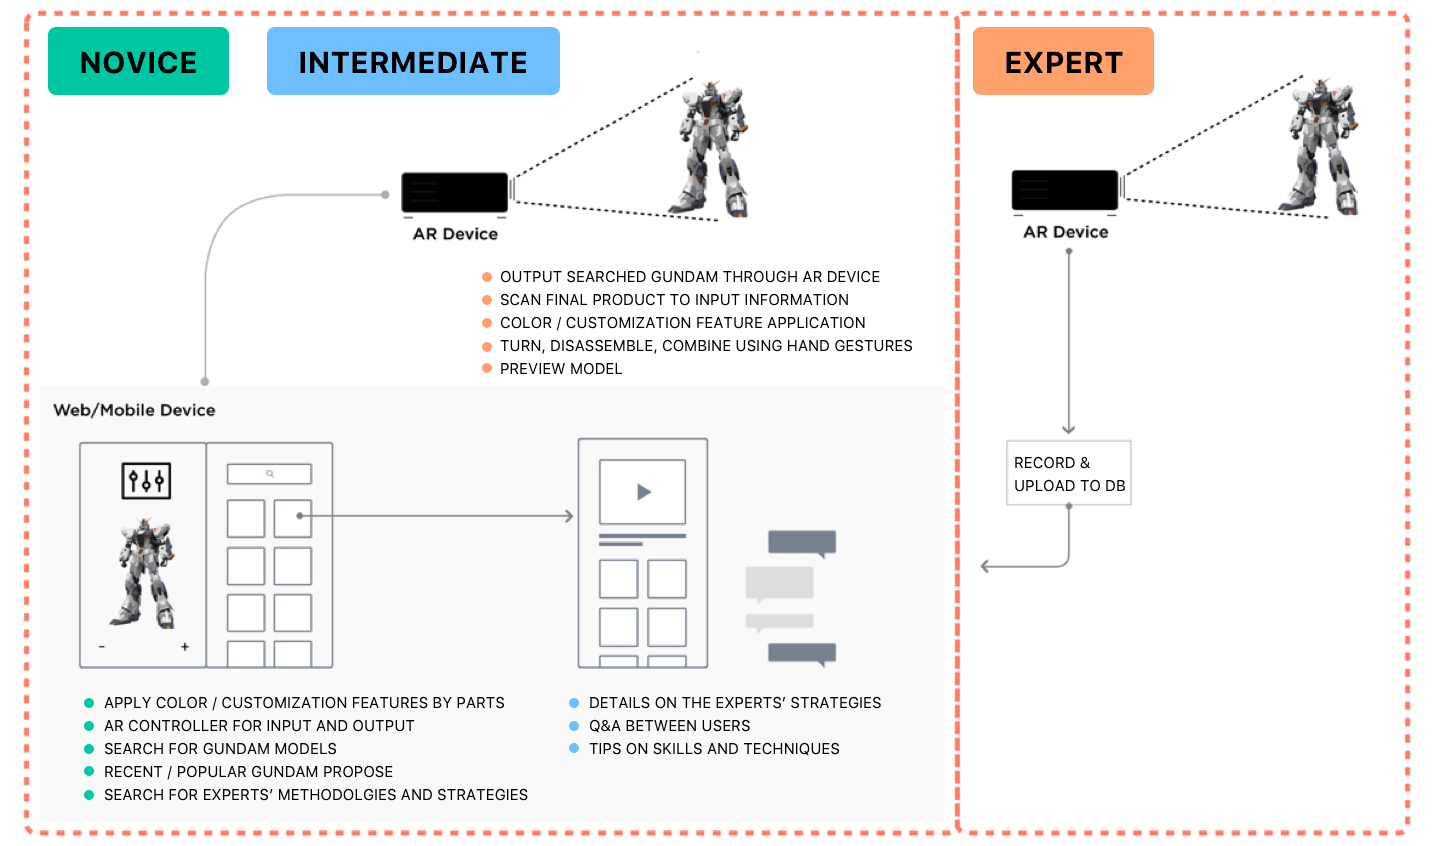 NOVICE
INTERMEDIATE
EXPERT
AR Device
AR Device
OUTPUT SEARCHED GUNDAM THROUGH AR DEVICE
SCAN FINAL PRODUCT TO INPUT INFORMATION
COLOR / CUSTOMIZATION FEATURE APPLICATION
TURN, DISASSEMBLE, COMBINE USING HAND GESTURES
PREVIEW MODEL
Web/Mobile Device
RECORD &
UPLOAD TO DB
- +
APPLY COLOR / CUSTOMIZATION FEATURES BY PARTS
AR CONTROLLER FOR INPUT AND OUTPUT
SEARCH FOR GUNDAM MODELS
RECENT / POPULAR GUNDAM PROPOSE
SEARCH FOR EXPERTS’ METHODOLGIES AND STRATEGIES
DETAILS ON THE EXPERTS’ STRATEGIES
Q&A BETWEEN USERS
TIPS ON SKILLS AND TECHNIQUES